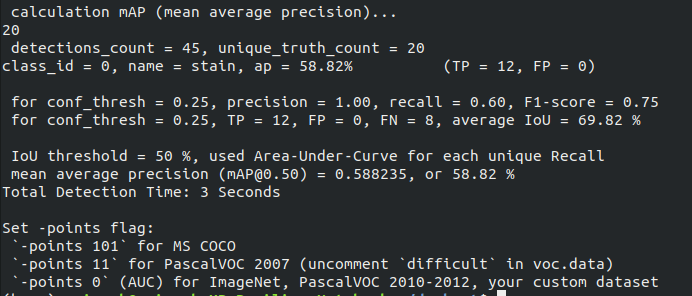 calculation mAP (mean average precision)...
20
detections_count = 45, unique_truth_count = 20
class_id = 0, name = stain, ap = 58.82% (TP = 12, FP = 0)
for conf_thresh = 0.25, precision = 1.00, recall = 0.60, F1-score = 0.75
for conf_thresh = 0.25, TP = 12, FP = 0, FN = 8, average IoU = 69.82 %
IoU threshold = 50 %, used Area-Under-Curve for each unique Recall
mean average precision (mAP@0.50) = 0.588235, or 58.82 %
Total Detection Time: 3 Seconds
Set -points flag:
`-points 101` for MS COCO
`-points 11` for PascalVOC 2007 (uncomment `difficult` in voc.data)
`-points 0` (AUC) for ImageNet, PascalVOC 2010-2012, your custom dataset